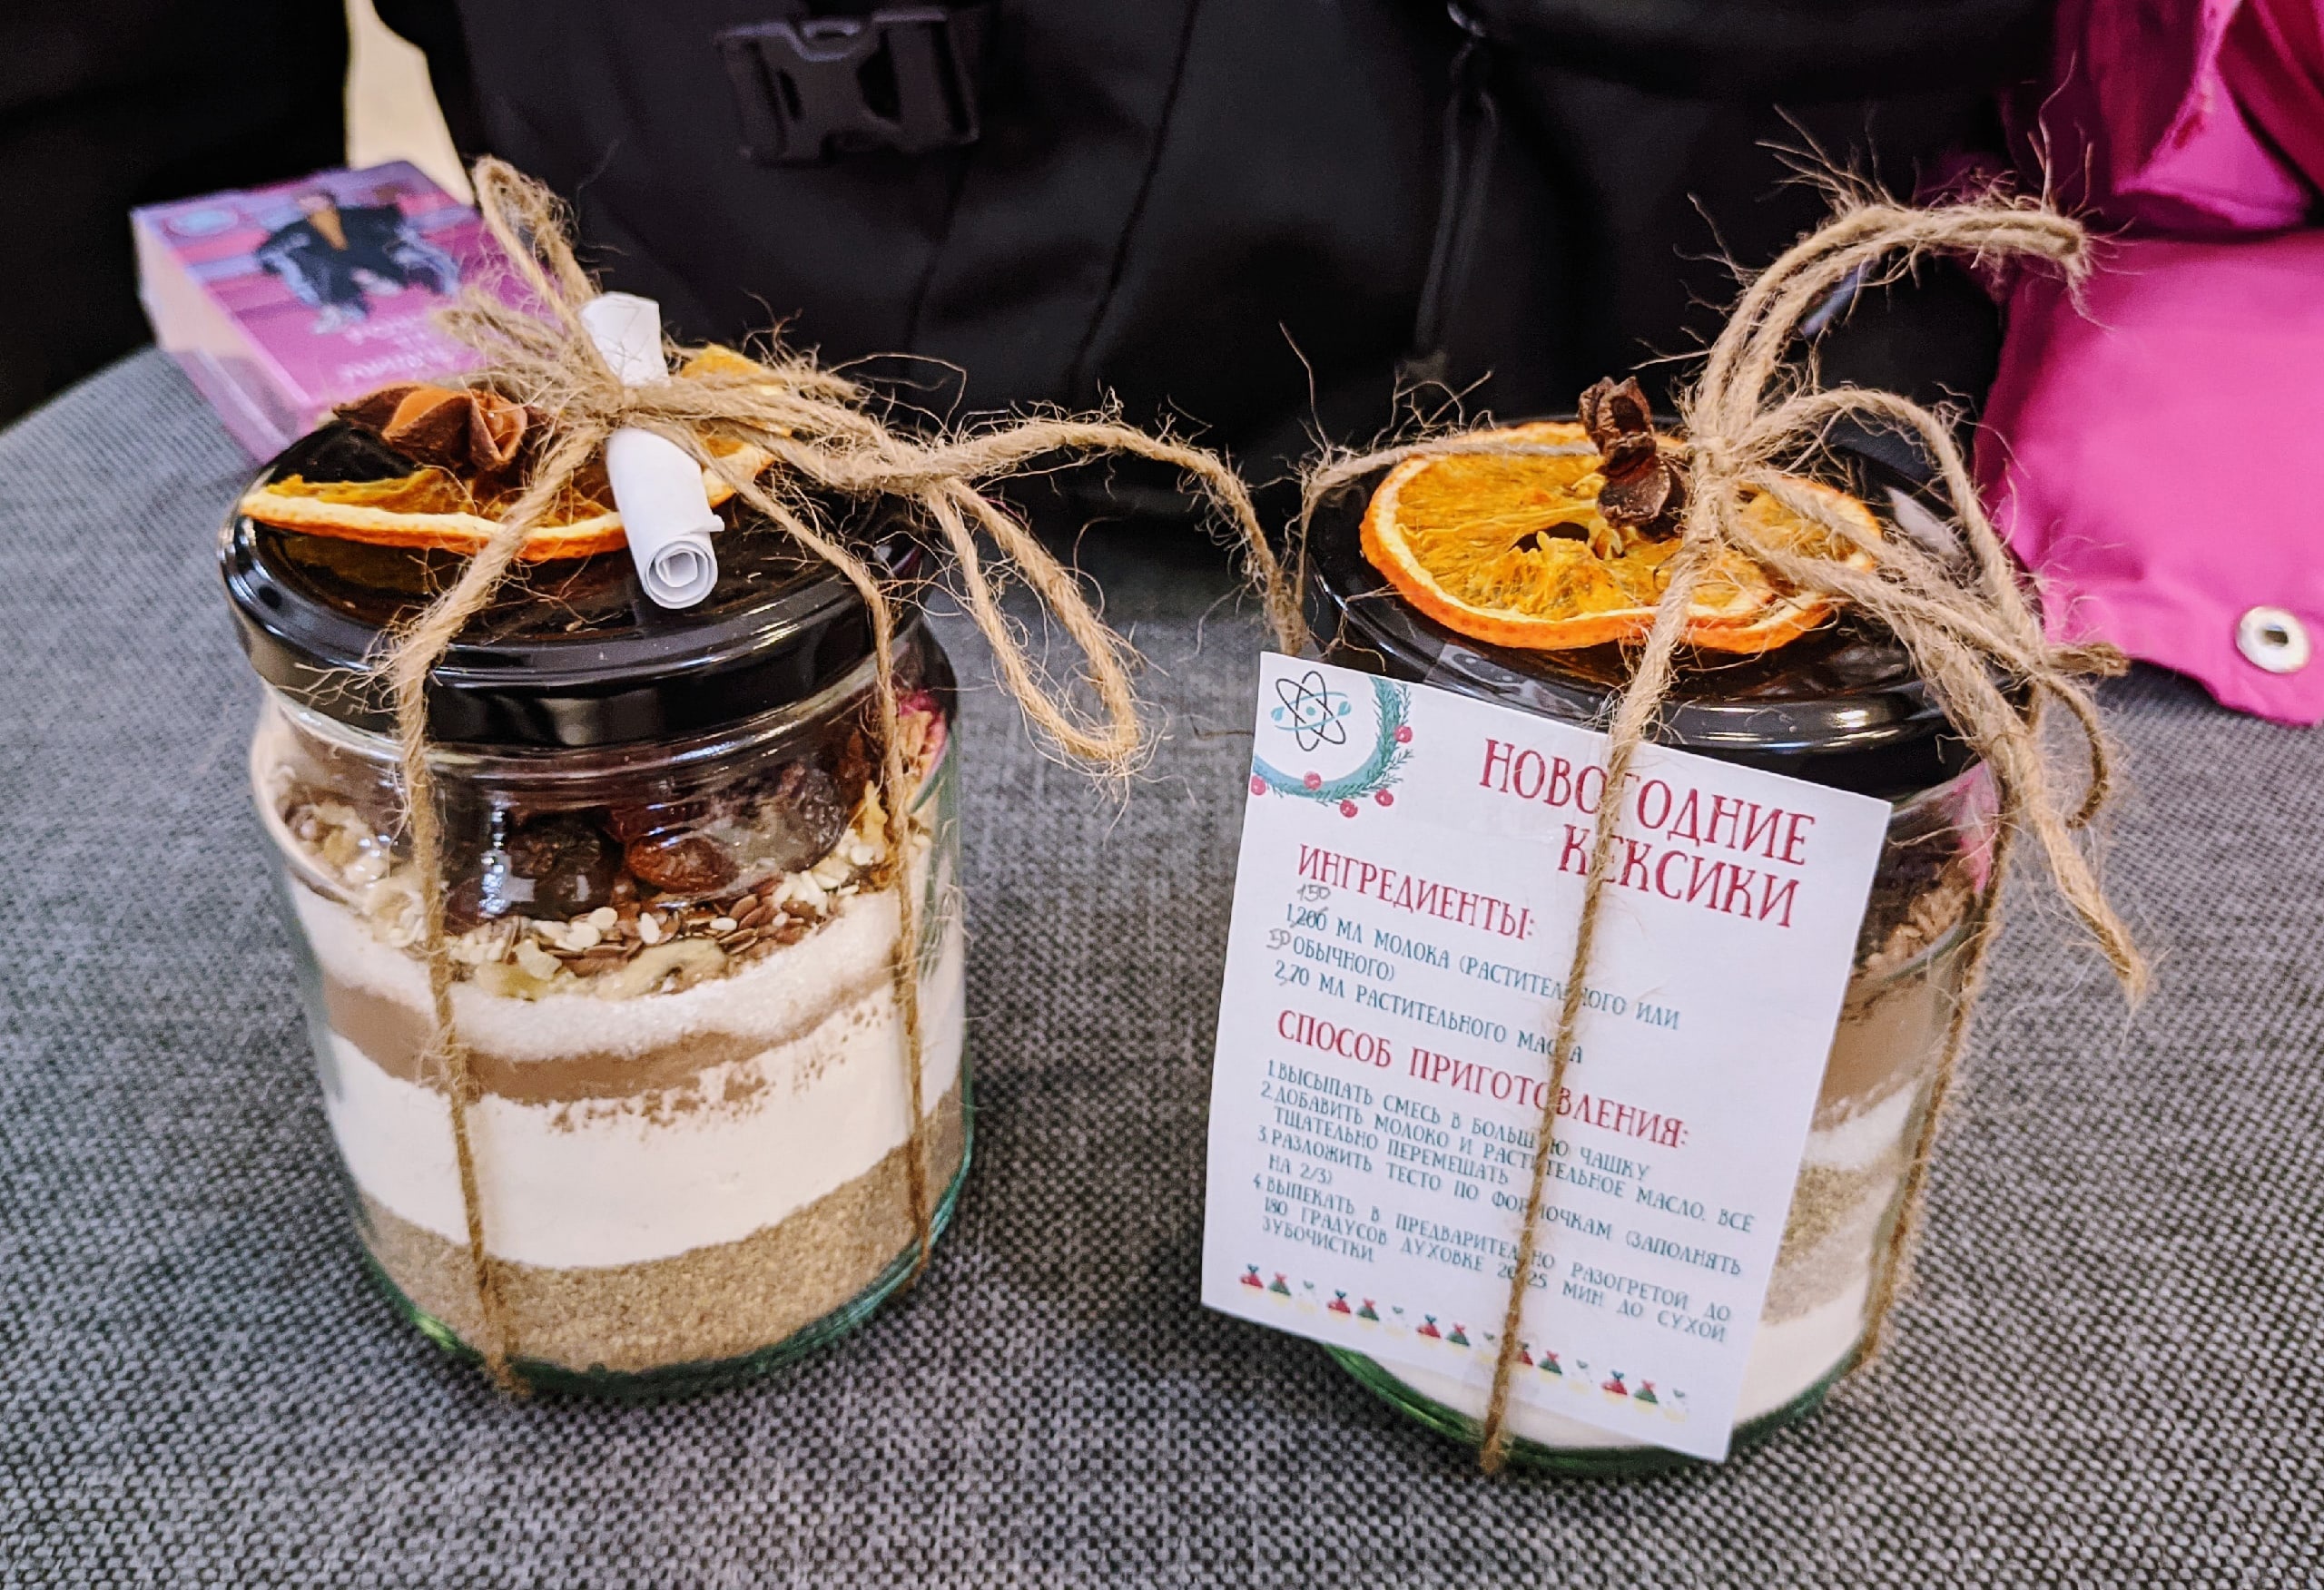 НОВОГОДНИЕ
КЕКСИКИ
ИНГРЕДИЕНТЫ:
150
1.200 МЛ МОЛОКА (РАСТИТЕЛЬНОГО ИЛИ
ОБЫЧНОГО)
50
2.70 МЛ РАСТИТЕЛЬНОГО МАСЛА
СПОСОБ ПРИГОТОВЛЕНИЯ:
1.ВЫСЫПАТЬ СМЕСЬ В БОЛЬШУЮ ЧАШКУ
2.ДОБАВИТЬ МОЛОКО И РАСТИТЕЛЬНОЕ МАСЛО. ВСЕ
ТЩАТЕЛЬНО ПЕРЕМЕШАТЬ
3.РАЗЛОЖИТЬ ТЕСТО ПО ФОРМОЧКАМ (ЗАПОЛНЯТЬ
НА 2/3)
4.ВЫПЕКАТЬ В ПРЕДВАРИТЕЛЬНО РАЗОГРЕТОЙ ДО
180 ГРАДУСОВ ДУХОВКЕ 20-25 МИН ДО СУХОЙ
ЗУБОЧИСТКИ